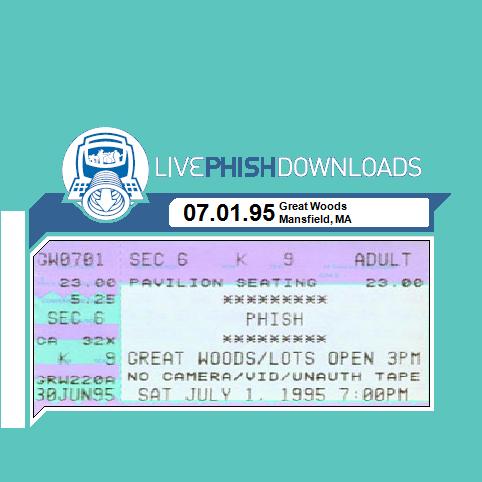 LIVEPHISHDOWNLOADS
07.01.95 Great Woods
Mansfield, MA
GW0701 SEC 6 K 9 ADULT
23.00 PAVILION SEATING 23.00
5.25 *********
SEC 6 PHISH
CA 32X *********
K 9 GREAT WOODS/LOTS OPEN 3PM
GRW220A NO CAMERA/VID/UNAUTH TAPE
30JUN95 SAT JULY 1, 1995 7:00PM